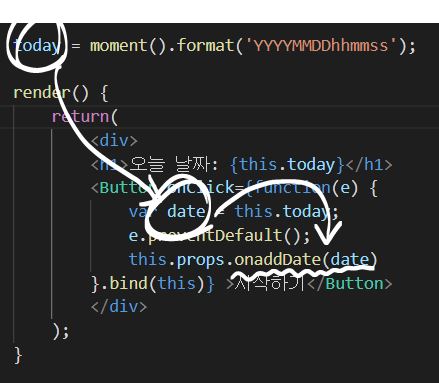 today = moment().format('YYYYMMDDhhmmss');
render() {
return(
<div>
<h1>오늘 날짜: {this.today}</h1>
<Button onClick={function(e) {
var date = this.today;
e.preventDefault();
this.props.onaddDate(date)
}.bind(this)} >시작하기</Button>
</div>
);
}